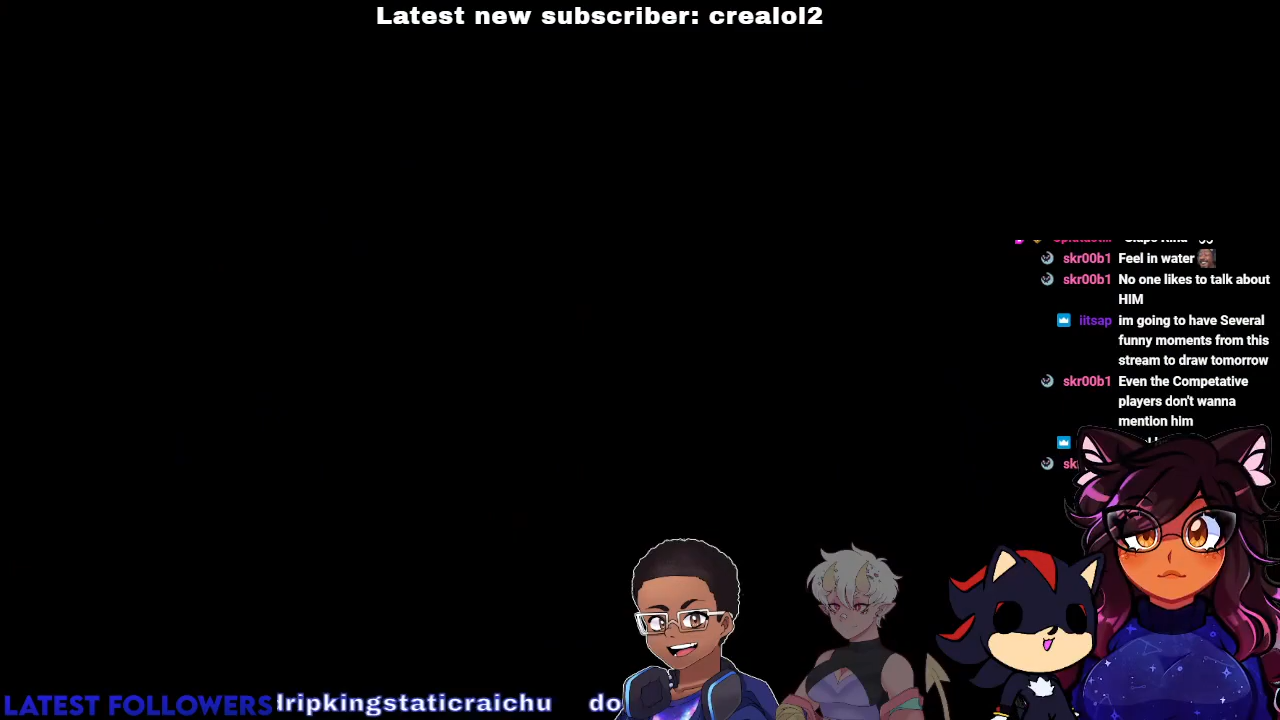 Latest new subscriber: crealol2
skr00b1 Feel in water
skr00b1 No one likes to talk about
HIM
iitsap im going to have Several
funny moments from this
stream to draw tomorrow
skr00b1 Even the Competative
players don't wanna
mention him
LATEST FOLLOWERS ripkingstaticraichu do